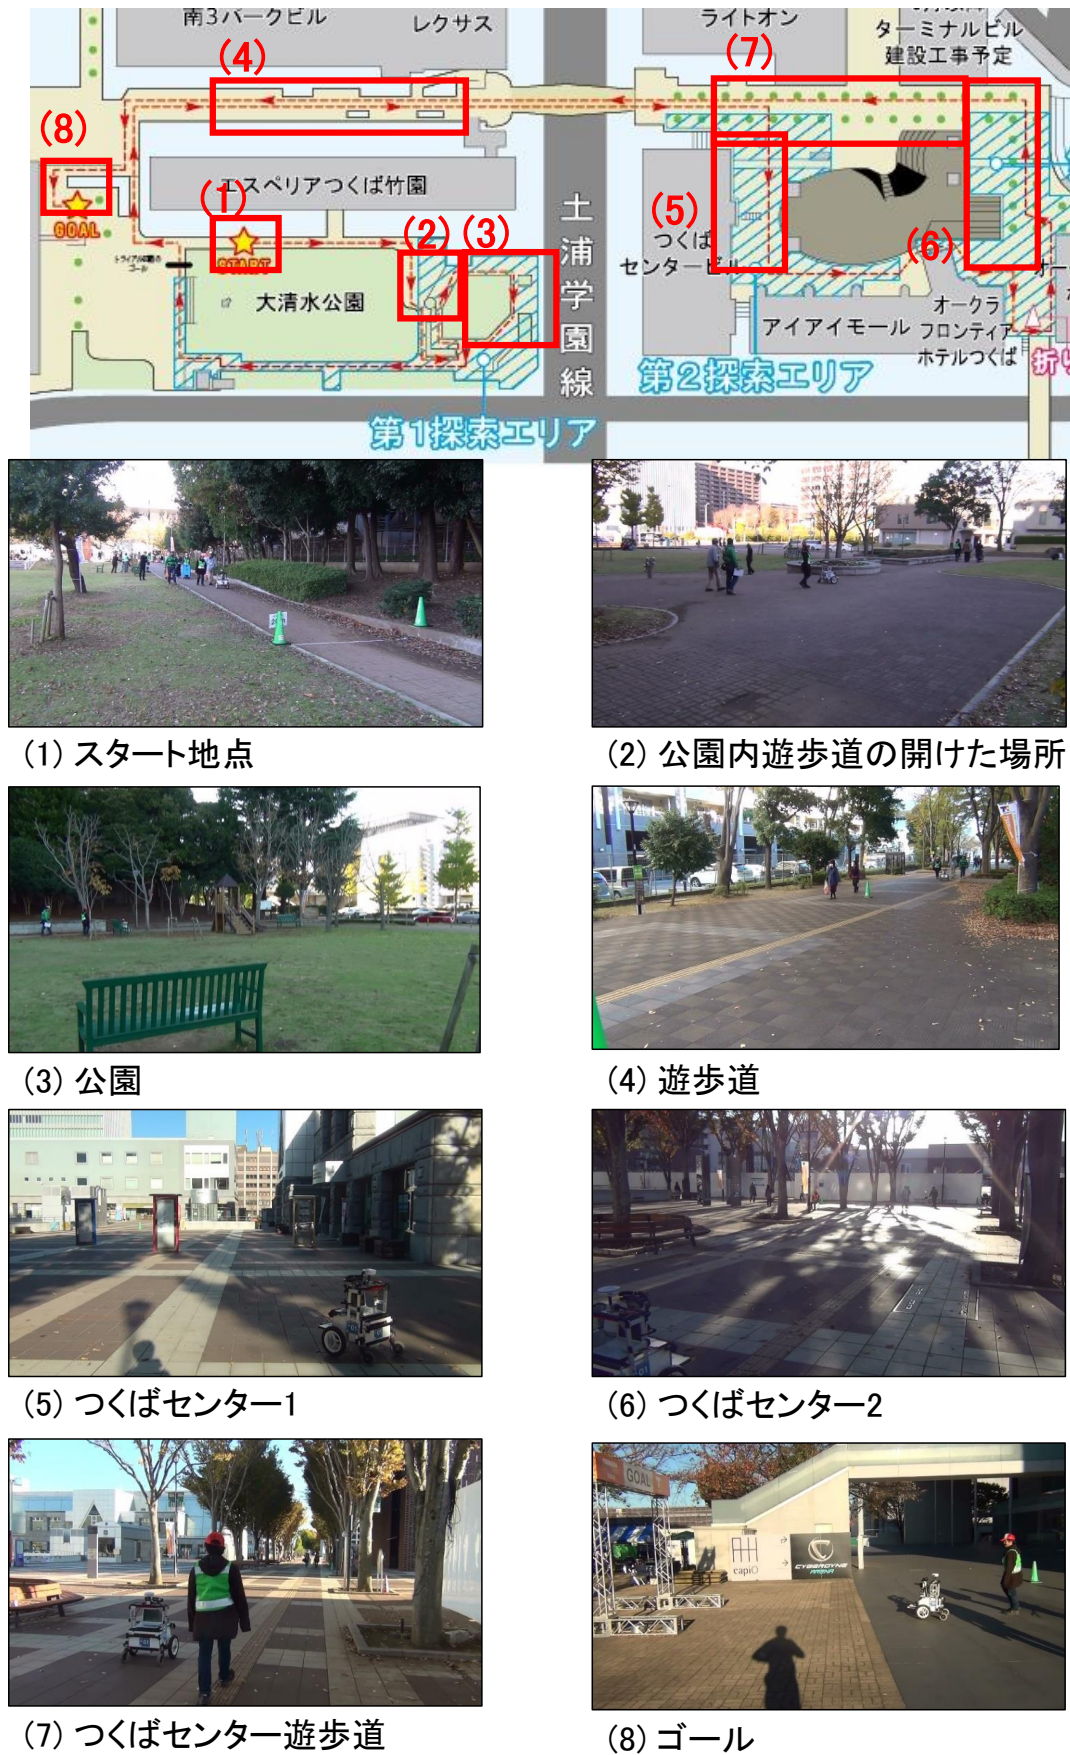 南3パークビル
レクサス
ライトオン
ターミナルビル
建設工事予定
(4)
(7)
(8)
エスペリアつくば竹園
(1)
(2)
(3)
(5)
(6)
GOAL
START
ゴール
大清水公園
土浦学園線
つくば
センタービル
アイアイモール
オークラ
フロンティア
ホテルつくば
第1探索エリア
第2探索エリア
折り
(1) スタート地点
(2) 公園内遊歩道の開けた場所
(3) 公園
(4) 遊歩道
(5) つくばセンター1
(6) つくばセンター2
(7) つくばセンター遊歩道
GOAL
capiO
CYBERDYNE
ARENA
(8) ゴール